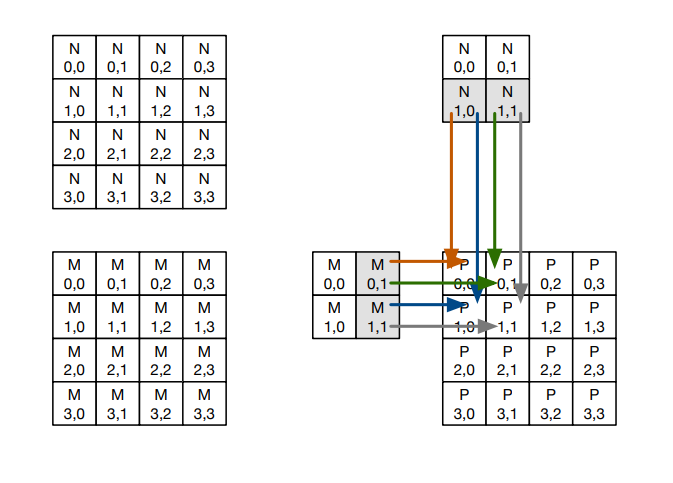 N N N N
0,0 0,1 0,2 0,3
N N N N
1,0 1,1 1,2 1,3
N N N N
2,0 2,1 2,2 2,3
N N N N
3,0 3,1 3,2 3,3
N N
0,0 0,1
N N
1,0 1,1
M M M M
0,0 0,1 0,2 0,3
M M M M
1,0 1,1 1,2 1,3
M M M M
2,0 2,1 2,2 2,3
M M M M
3,0 3,1 3,2 3,3
M M
0,0 0,1
M M
1,0 1,1
P P P P
0,0 0,1 0,2 0,3
P P P P
1,0 1,1 1,2 1,3
P P P P
2,0 2,1 2,2 2,3
P P P P
3,0 3,1 3,2 3,3